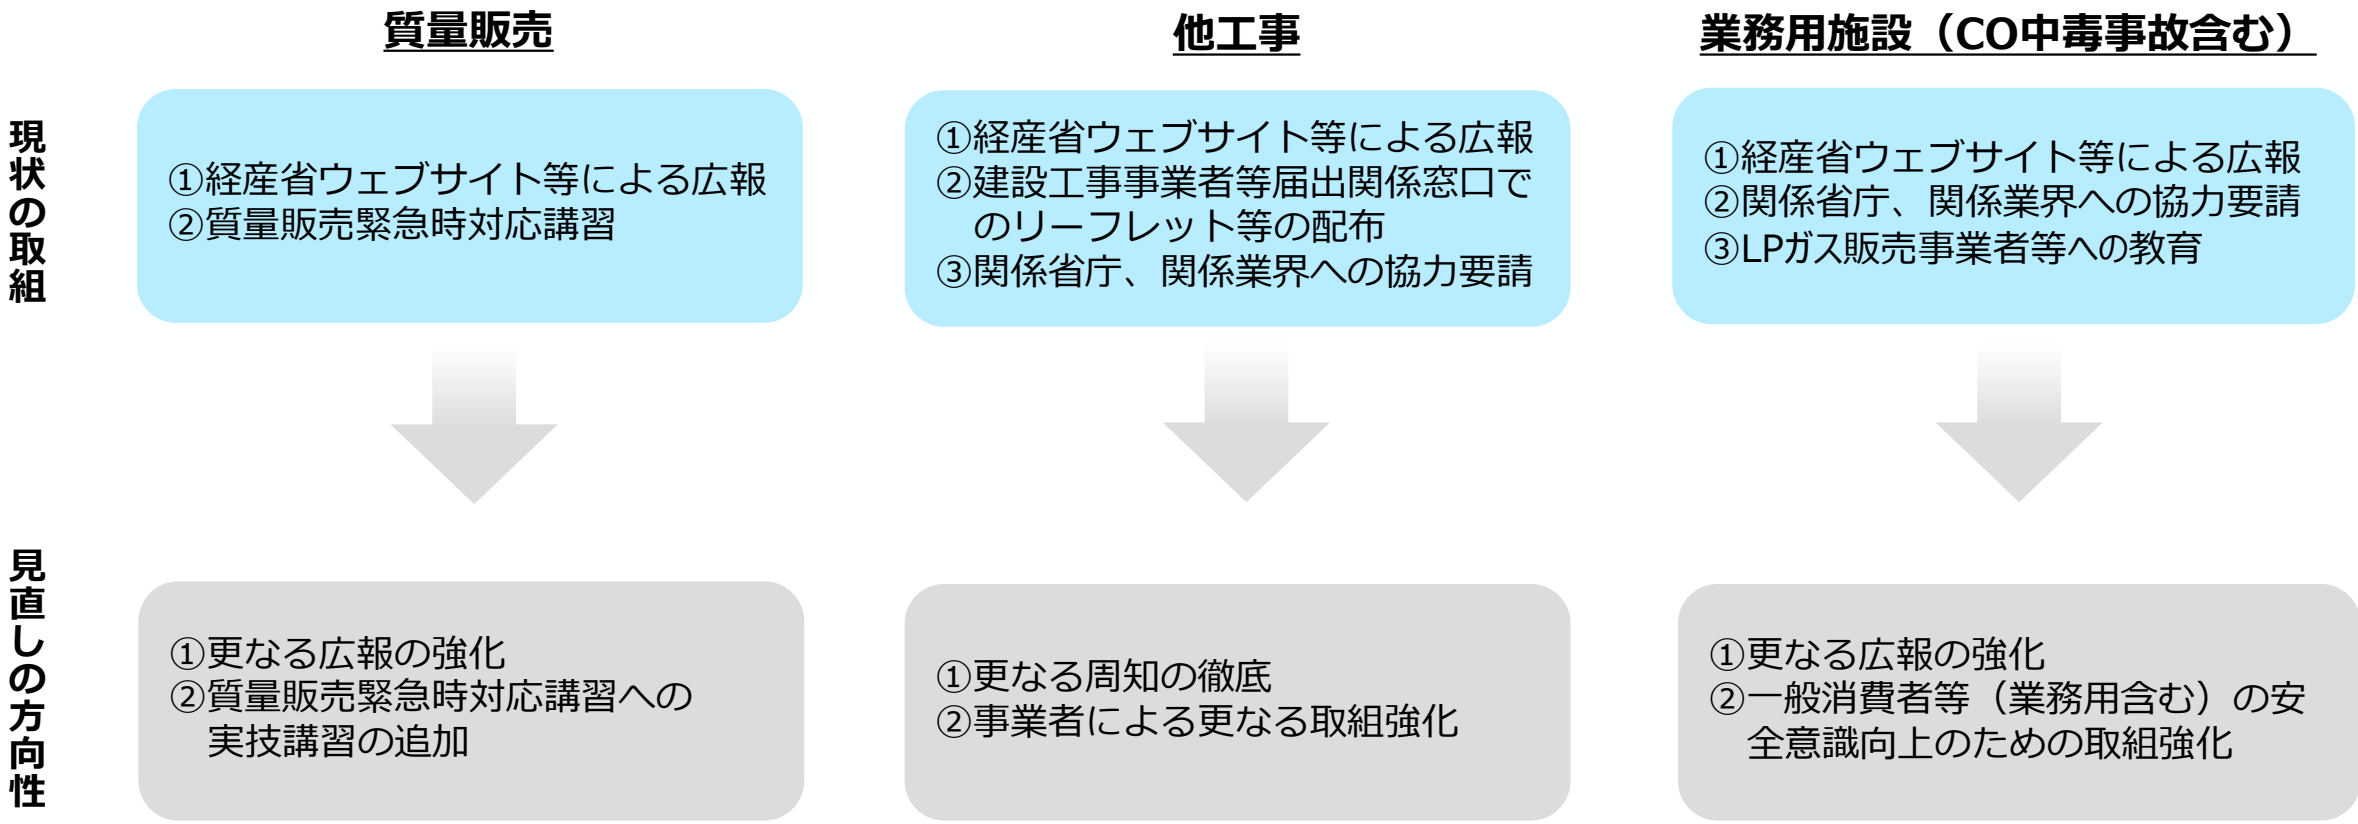 質量販売
他工事
業務用施設（CO中毒事故含む）
現状の取組
①経産省ウェブサイト等による広報
②質量販売緊急時対応講習
①経産省ウェブサイト等による広報
②建設工事事業者等届出関係窓口で
のリーフレット等の配布
③関係省庁、関係業界への協力要請
①経産省ウェブサイト等による広報
②関係省庁、関係業界への協力要請
③LPガス販売事業者等への教育
見直しの方向性
①更なる広報の強化
②質量販売緊急時対応講習への
実技講習の追加
①更なる周知の徹底
②事業者による更なる取組強化
①更なる広報の強化
②一般消費者等（業務用含む）の安
全意識向上のための取組強化